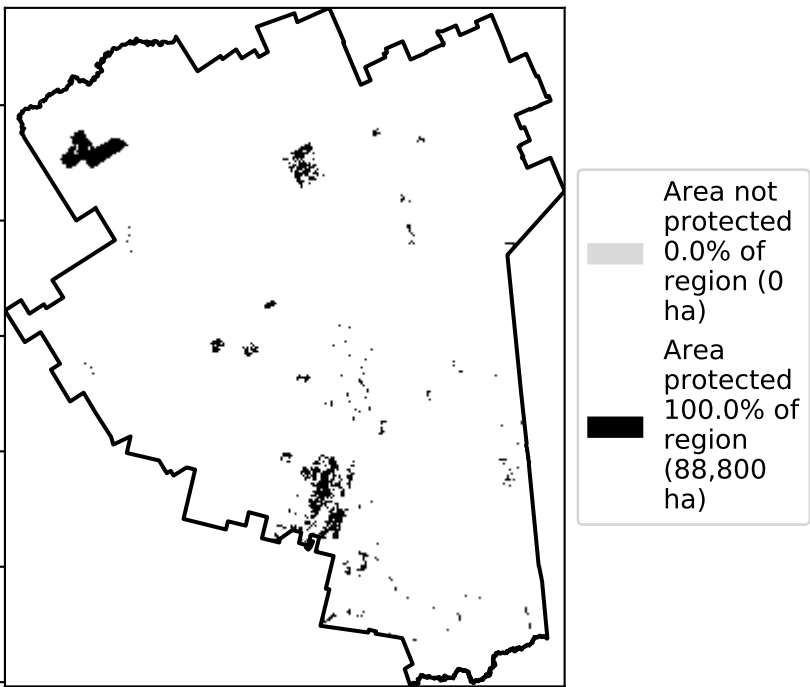 Area not
protected
0.0% of
region (0
ha)
Area
protected
100.0% of
region
(88,800
ha)